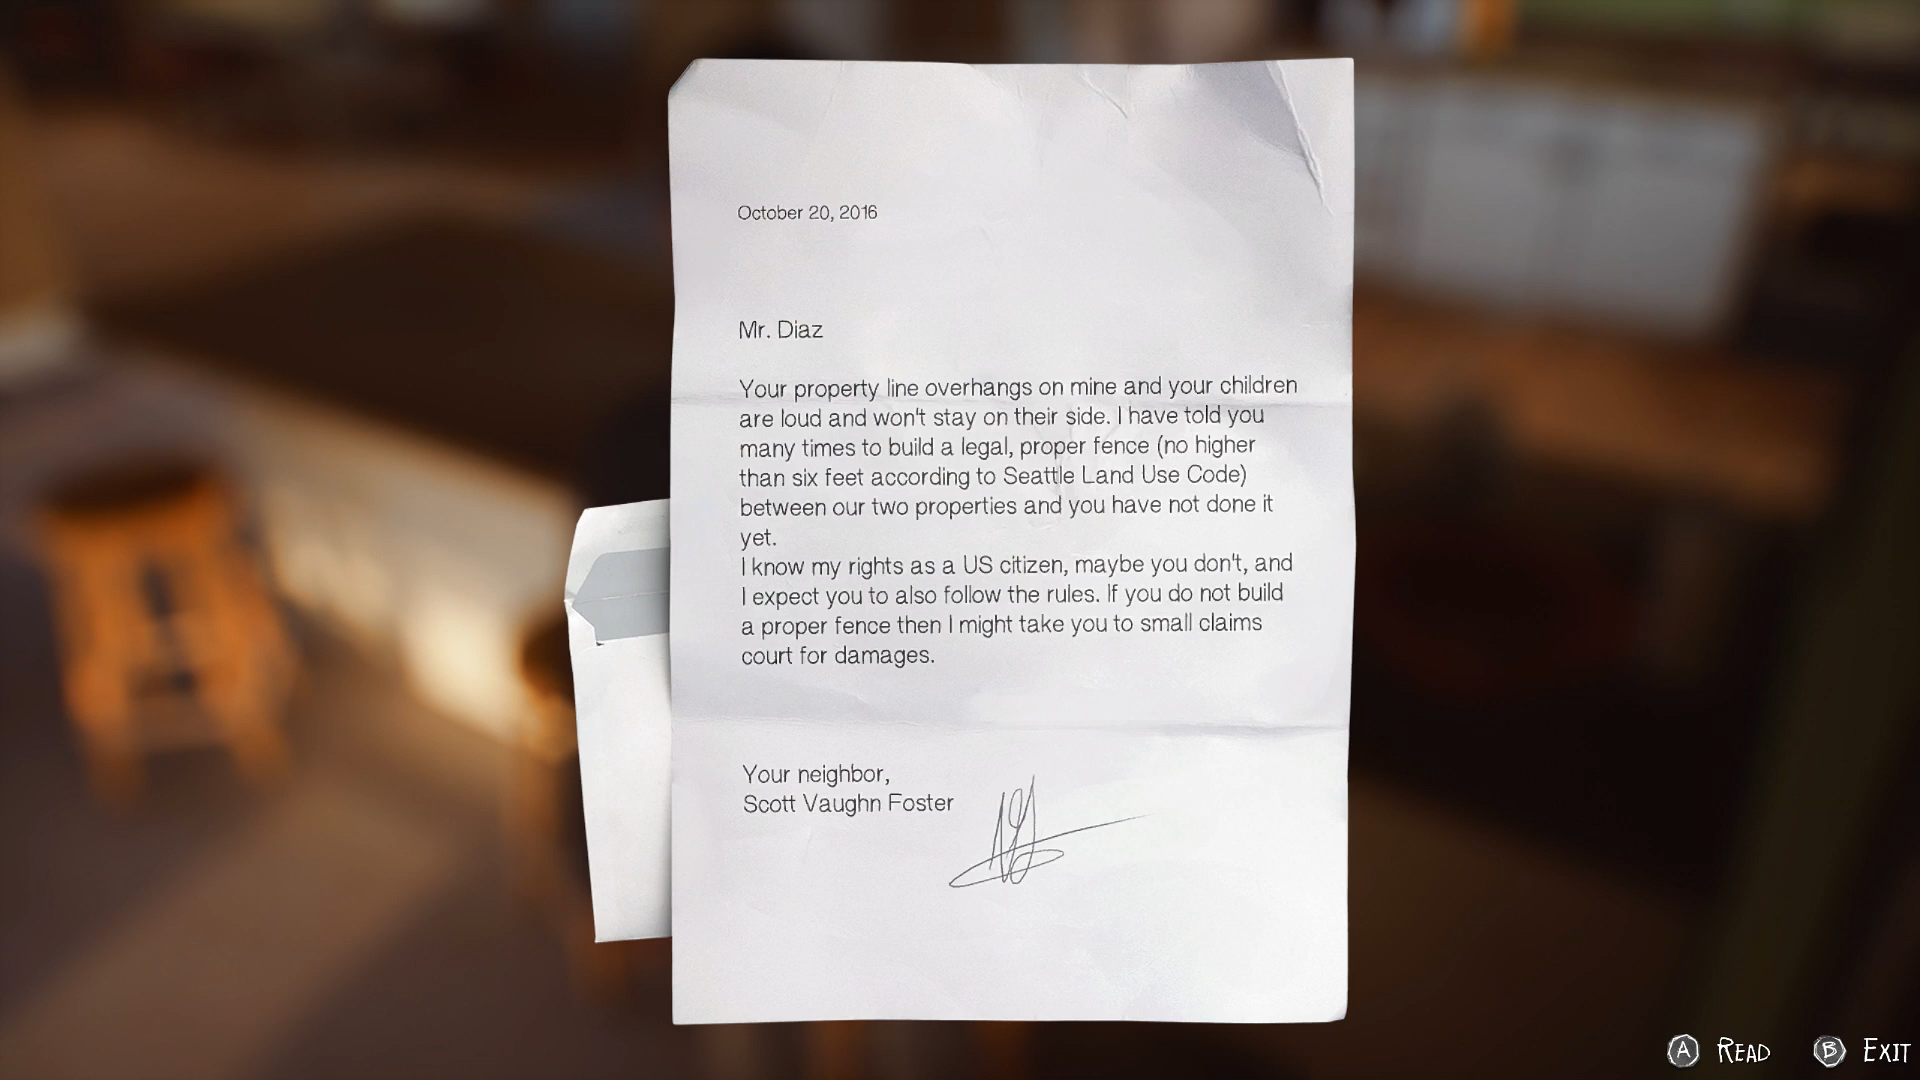 October 20, 2016
Mr. Diaz
Your property line overhangs on mine and your children
are loud and won't stay on their side. I have told you
many times to build a legal, proper fence (no higher
than six feet according to Seattle Land Use Code)
between our two properties and you have not done it
yet.
I know my rights as a US citizen, maybe you don't, and
I expect you to also follow the rules. If you do not build
a proper fence then I might take you to small claims
court for damages.
Your neighbor,
Scott Vaughn Foster
A READ B EXIT